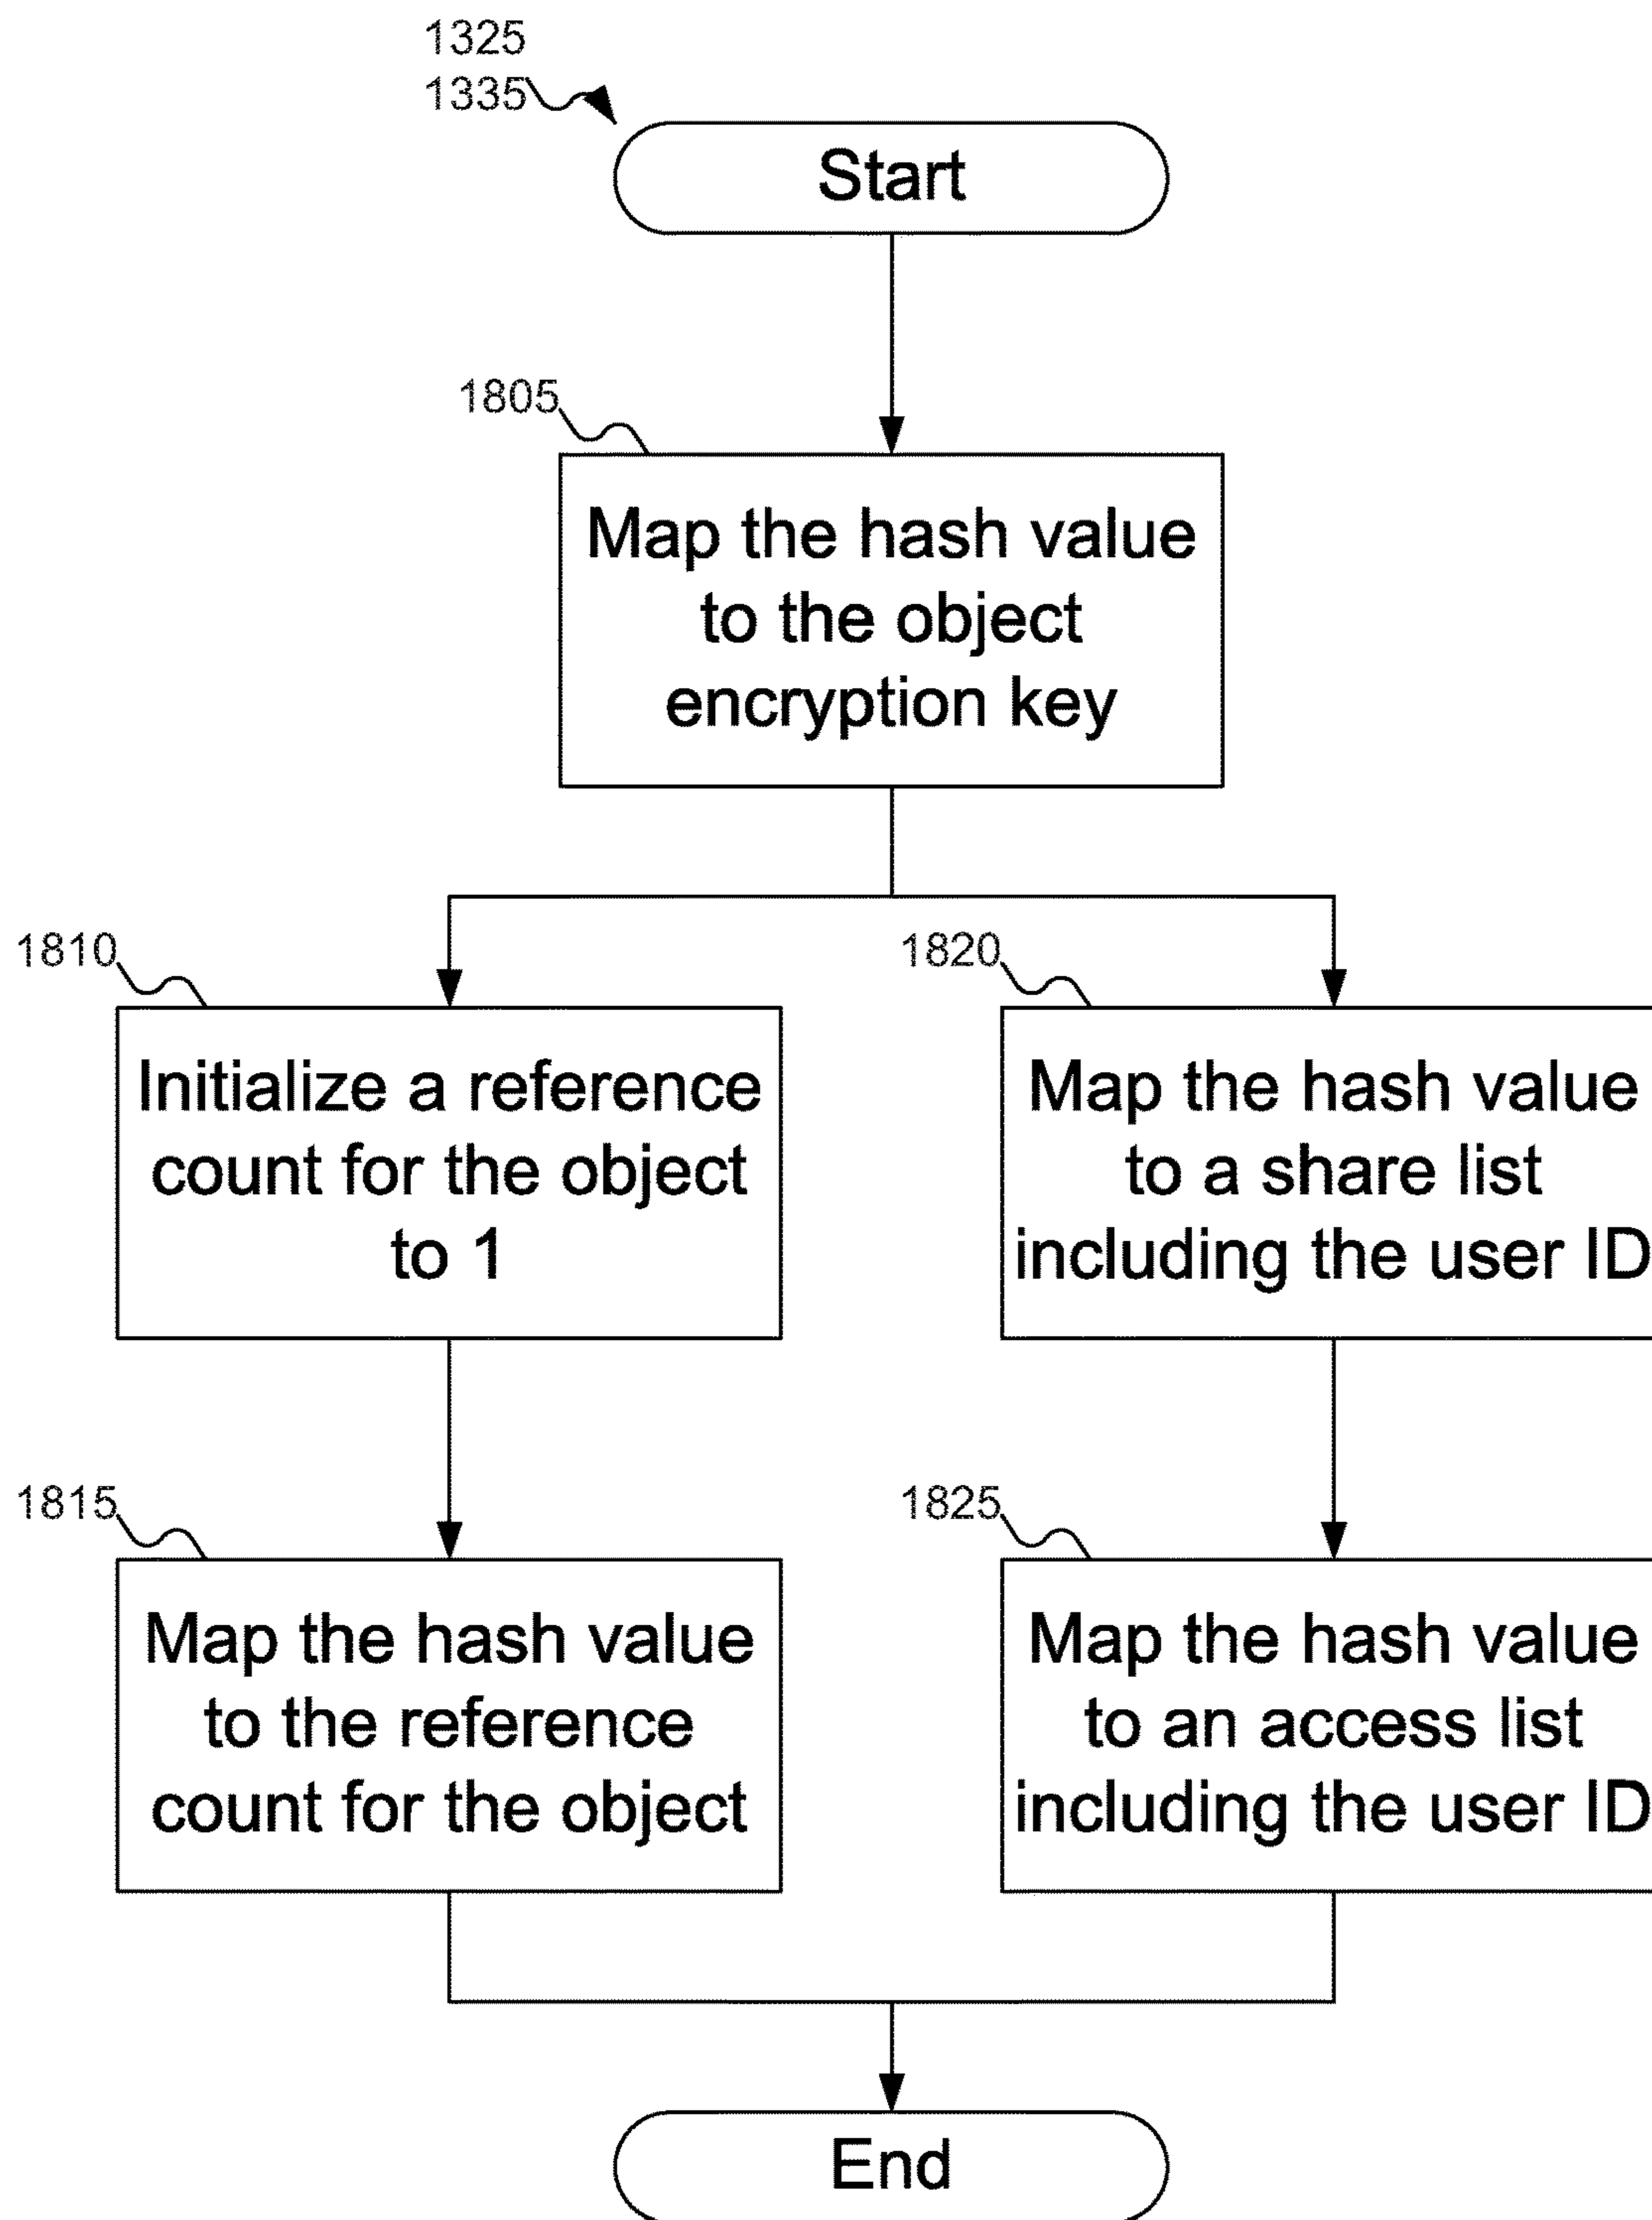 1325
1335
Start
1805
Map the hash value
to the object
encryption key
1810
Initialize a reference
count for the object
to 1
1820
Map the hash value
to a share list
including the user ID
1815
Map the hash value
to the reference
count for the object
1825
Map the hash value
to an access list
including the user ID
End